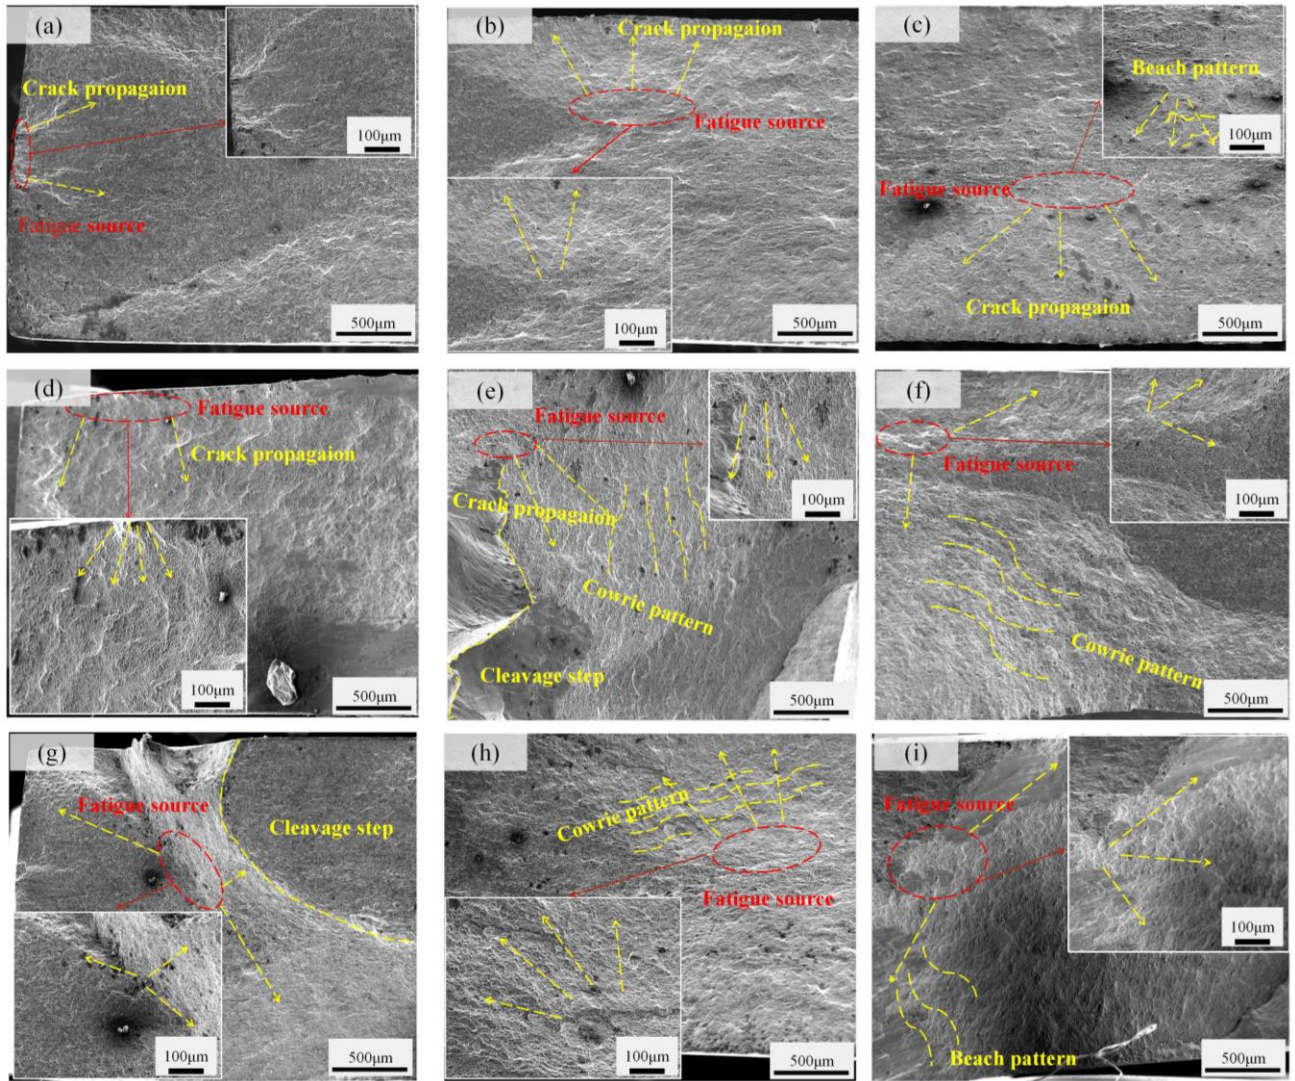 (a)
Crack propagaion
100μm
Fatigue source
500μm
(b)
Crack propagaion
Fatigue source
100μm
500μm
(c)
Beach pattern
100μm
Fatigue source
Crack propagaion
500μm
(d)
Fatigue source
Crack propagaion
100μm
500μm
(e)
Fatigue source
100μm
Crack propagaion
Cowrie pattern
Cleavage step
500μm
(f)
Fatigue source
100μm
Cowrie pattern
500μm
(g)
Fatigue source
Cleavage step
100μm
500μm
(h)
Cowrie pattern
Fatigue source
100μm
500μm
(i)
Fatigue source
100μm
Beach pattern
500μm